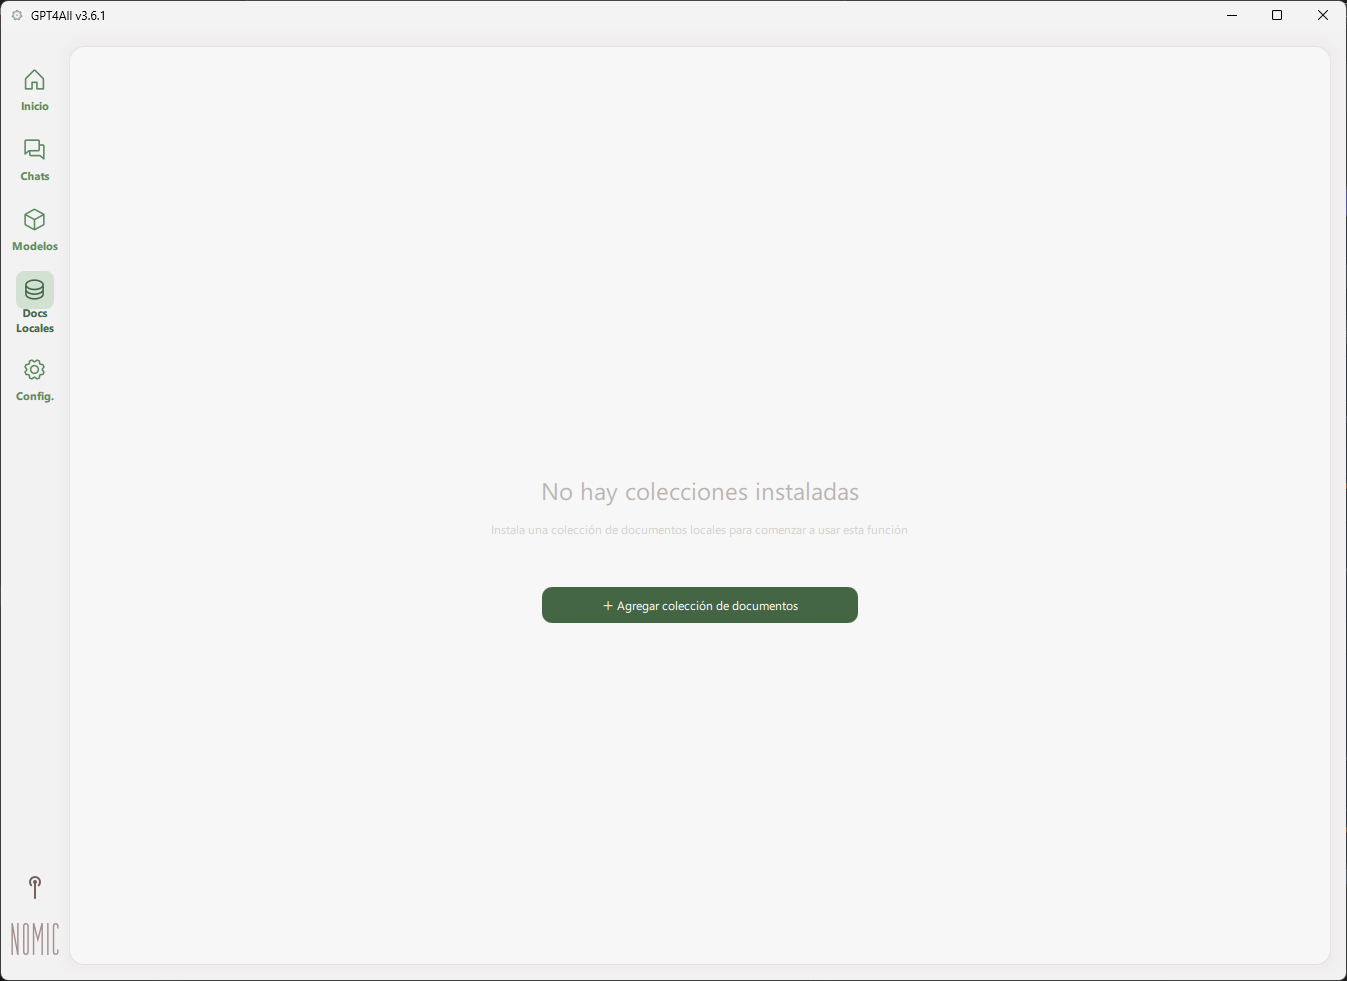 GPT4All v3.6.1
Inicio
Chats
Modelos
Docs
Locales
Config.
No hay colecciones instaladas
Instala una colección de documentos locales para comenzar a usar esta función
+ Agregar colección de documentos
NOMIC